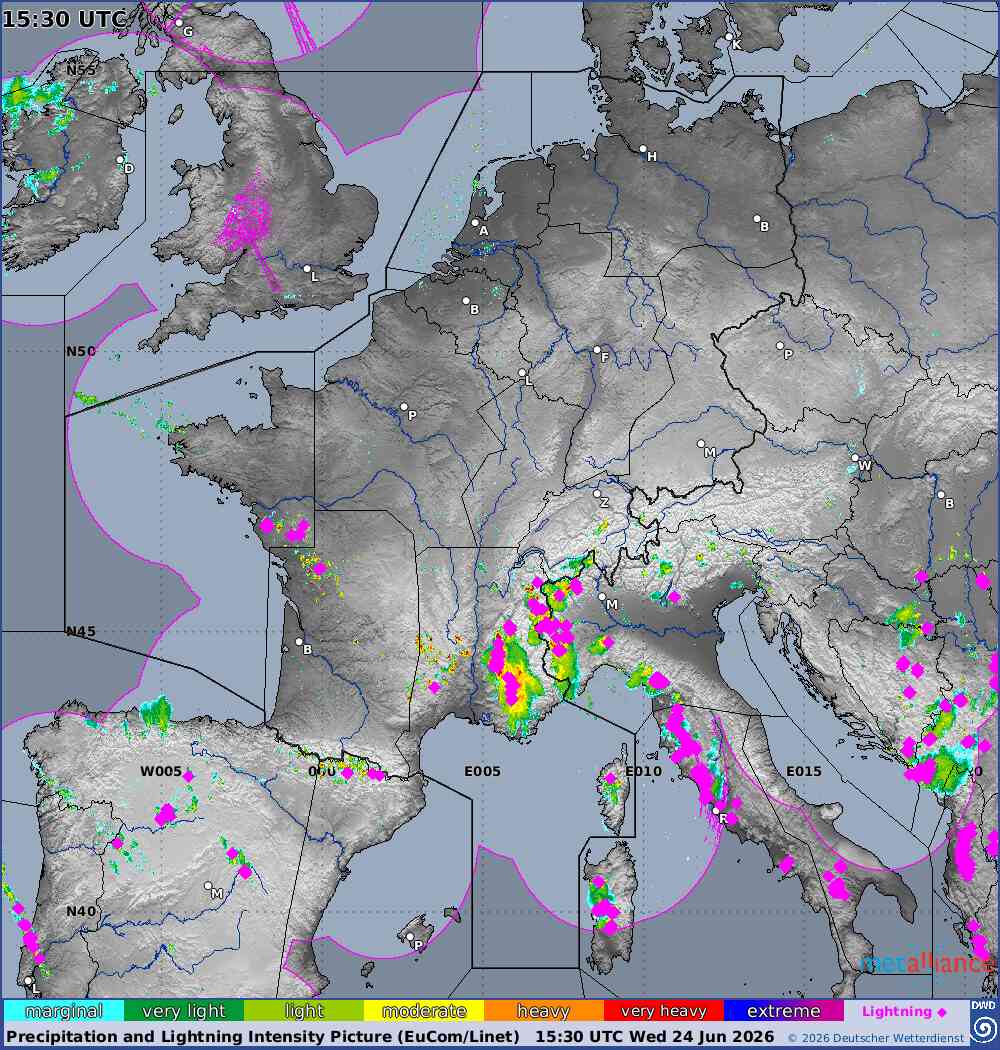 15:30 UTC
G
K
N55
D
H
A
B
L
B
N50
F
P
L
P
M
W
Z
B
M
N45
B
W005
000
E005
E010
E015
20
R
M
N40
P
L
metalliance
marginal very light light moderate heavy very heavy extreme Lightning
DWD
Precipitation and Lightning Intensity Picture (EuCom/Linet) 15:30 UTC Wed 24 Jun 2026 © 2026 Deutscher Wetterdienst